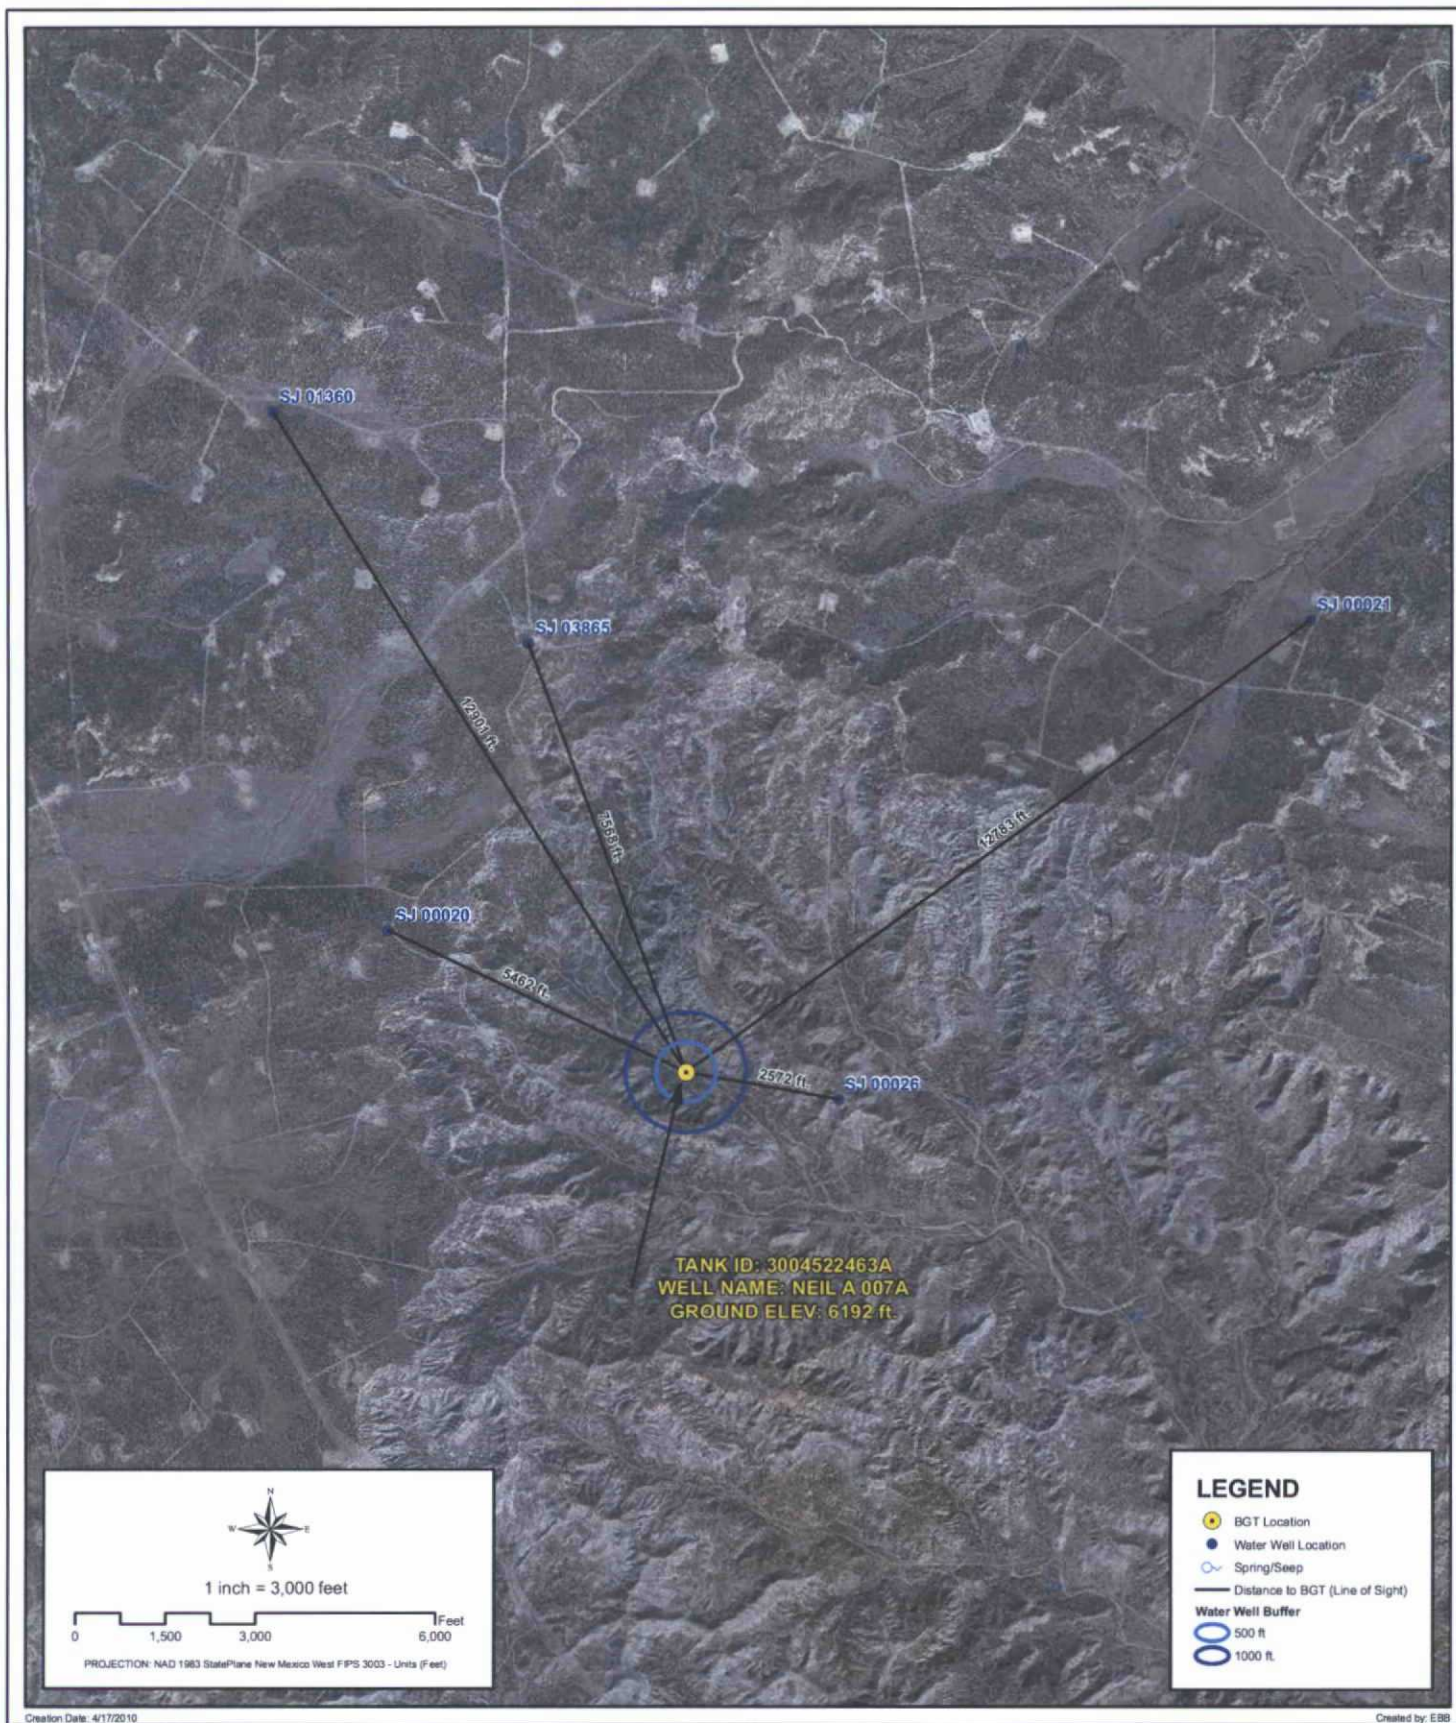 SJ 01360
SJ 03865
SJ 00021
12783 ft.
7568 ft.
SJ 00020
5462 ft.
2572 ft.
SJ 00026
TANK ID: 3004522463A
WELL NAME: NEIL A 007A
GROUND ELEV: 6192 ft.
N
W E
S
1 inch = 3,000 feet
Feet
0 1,500 3,000 6,000
PROJECTION: NAD 1983 StatePlane New Mexico West FIPS 3003 - Units (Feet)
LEGEND
BGT Location
Water Well Location
Spring/Seep
Distance to BGT (Line of Sight)
Water Well Buffer
500 ft
1000 ft.
Creation Date: 4/17/2010
Created by: EBB